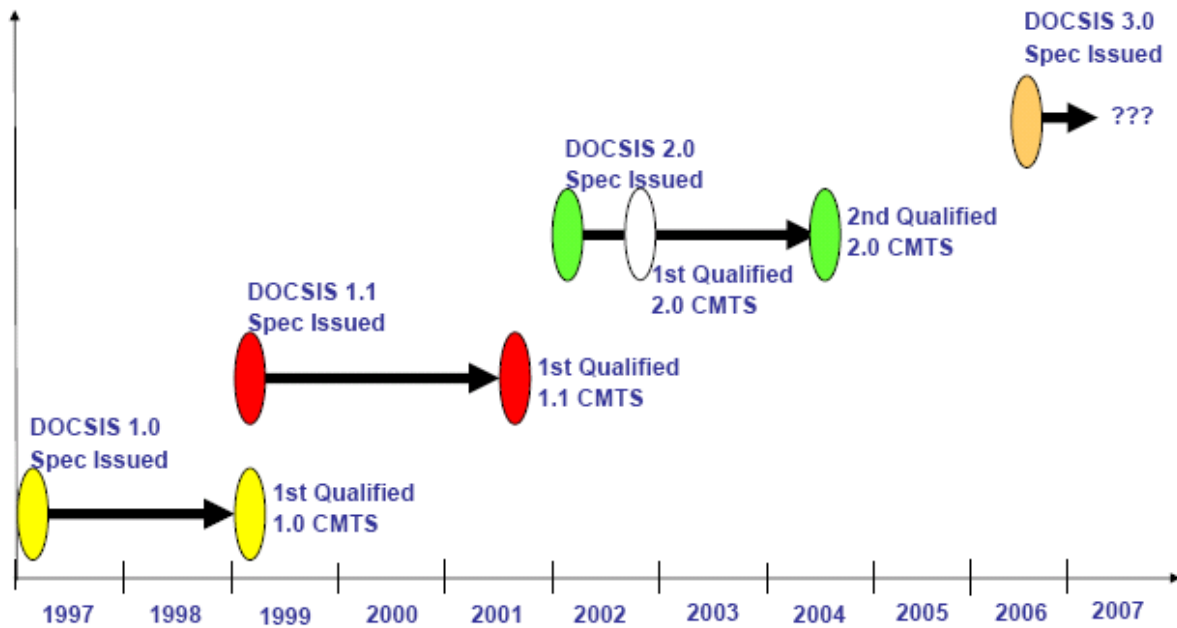 DOCSIS 3.0
Spec Issued
???
DOCSIS 2.0
Spec Issued
2nd Qualified
2.0 CMTS
1st Qualified
2.0 CMTS
DOCSIS 1.1
Spec Issued
1st Qualified
1.1 CMTS
DOCSIS 1.0
Spec Issued
1st Qualified
1.0 CMTS
1997 1998 1999 2000 2001 2002 2003 2004 2005 2006 2007